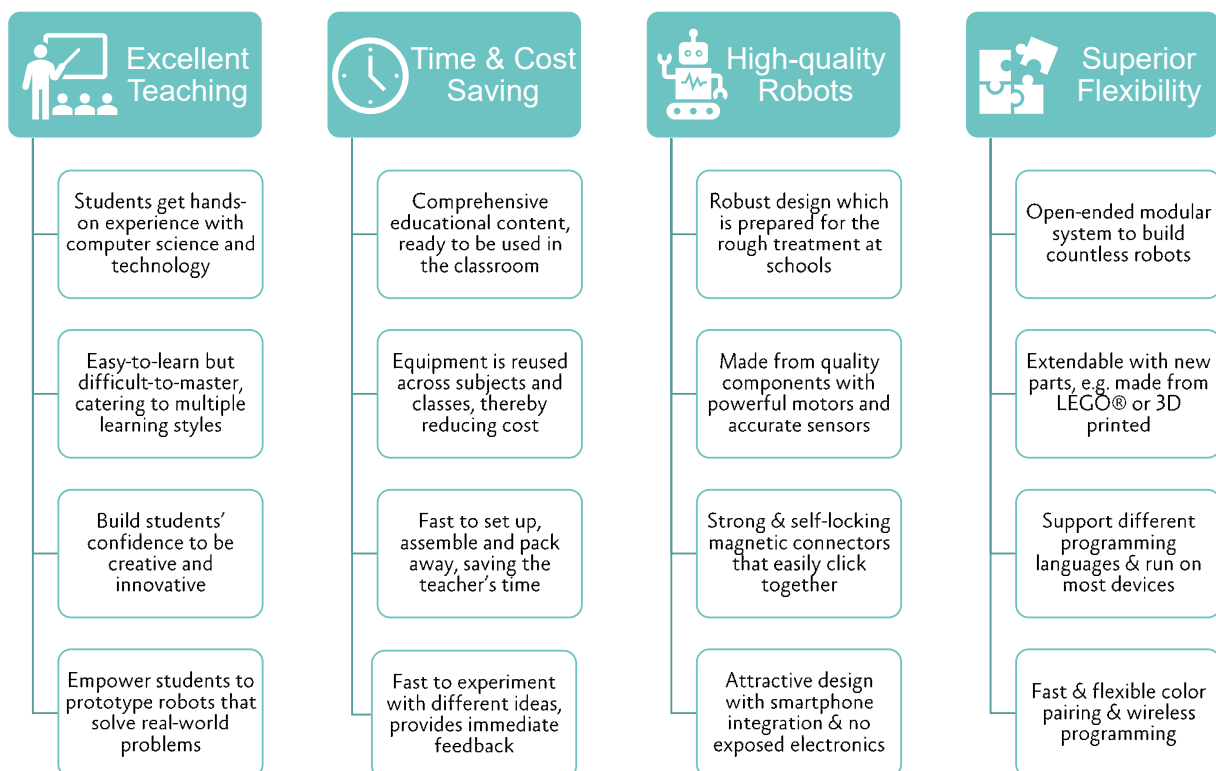 Excellent
Teaching
Students get hands-
on experience with
computer science and
technology
Easy-to-learn but
difficult-to-master,
catering to multiple
learning styles
Build students’
confidence to be
creative and
innovative
Empower students to
prototype robots that
solve real-world
problems
Time & Cost
Saving
Comprehensive
educational content,
ready to be used in
the classroom
Equipment is reused
across subjects and
classes, thereby
reducing cost
Fast to set up,
assemble and pack
away, saving the
teacher’s time
Fast to experiment
with different ideas,
provides immediate
feedback
High-quality
Robots
Robust design which
is prepared for the
rough treatment at
schools
Made from quality
components with
powerful motors and
accurate sensors
Strong & self-locking
magnetic connectors
that easily click
together
Attractive design
with smartphone
integration & no
exposed electronics
Superior
Flexibility
Open-ended modular
system to build
countless robots
Extendable with new
parts, e.g. made from
LEGO® or 3D
printed
Support different
programming
languages & run on
most devices
Fast & flexible color
pairing & wireless
programming